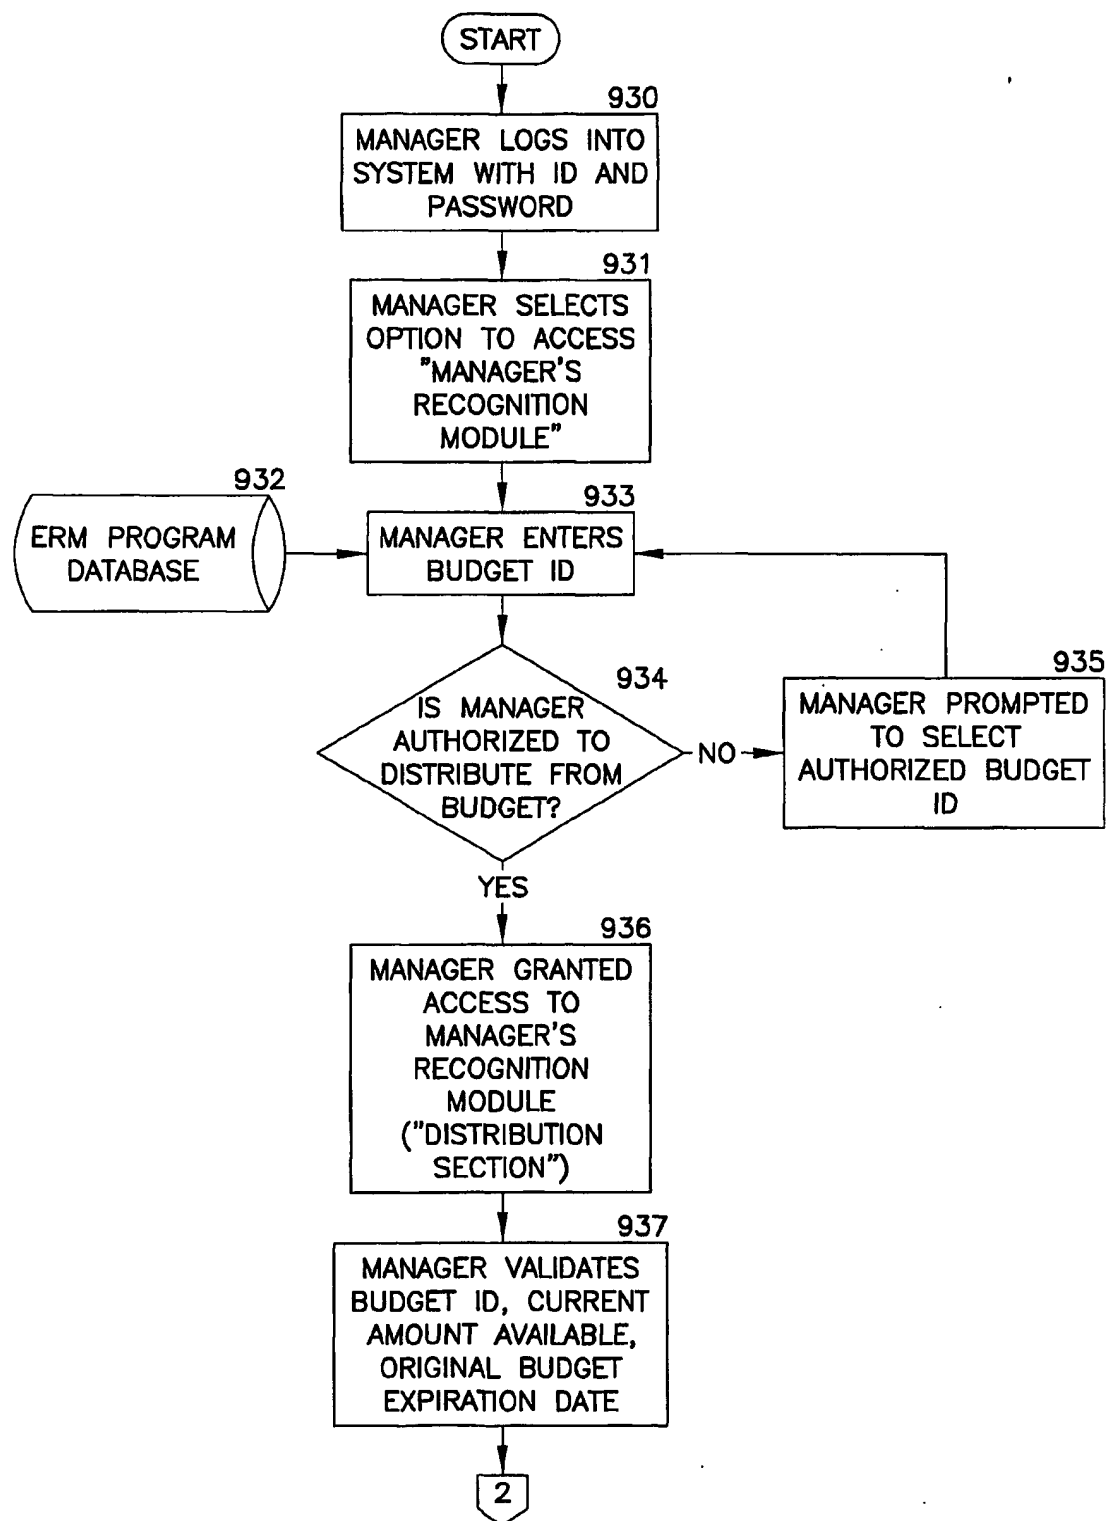 START
930
MANAGER LOGS INTO
SYSTEM WITH ID AND
PASSWORD
931
MANAGER SELECTS
OPTION TO ACCESS
"MANAGER'S
RECOGNITION
MODULE"
932
ERM PROGRAM
DATABASE
933
MANAGER ENTERS
BUDGET ID
934
IS MANAGER
AUTHORIZED TO
DISTRIBUTE FROM
BUDGET?
NO
935
MANAGER PROMPTED
TO SELECT
AUTHORIZED BUDGET
ID
YES
936
MANAGER GRANTED
ACCESS TO
MANAGER'S
RECOGNITION
MODULE
("DISTRIBUTION
SECTION")
937
MANAGER VALIDATES
BUDGET ID, CURRENT
AMOUNT AVAILABLE,
ORIGINAL BUDGET
EXPIRATION DATE
2